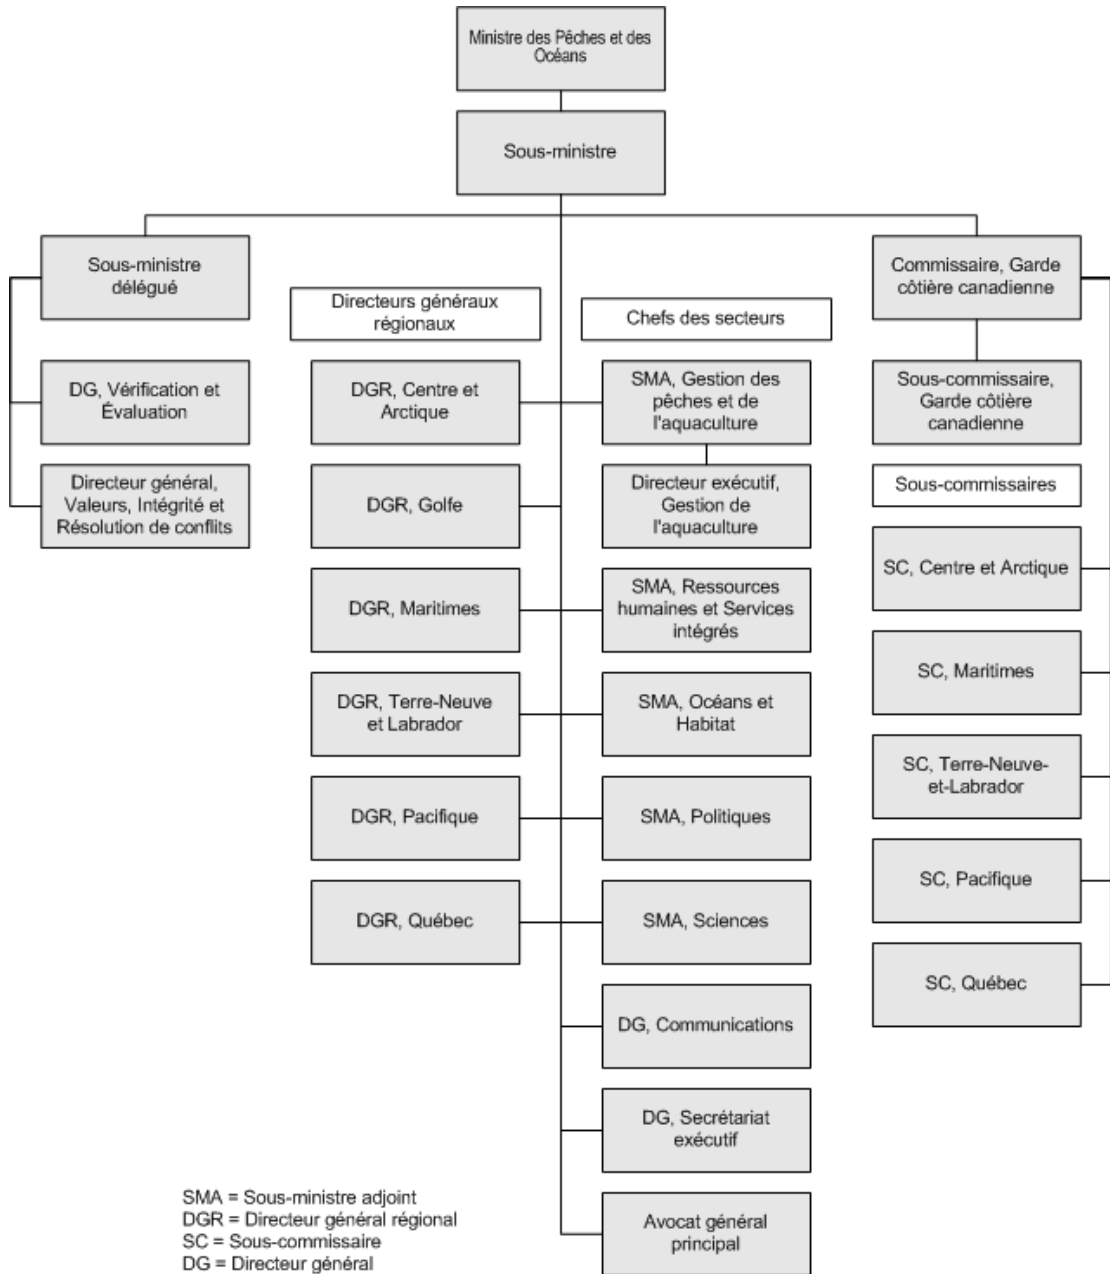 Ministre des Pêches et des
Océans
Sous-ministre
Sous-ministre
délégué
DG, Vérification et
Évaluation
Directeur général,
Valeurs, Intégrité et
Résolution de conflits
Directeurs généraux
régionaux
DGR, Centre et
Arctique
DGR, Golfe
DGR, Maritimes
DGR, Terre-Neuve
et Labrador
DGR, Pacifique
DGR, Québec
Chefs des secteurs
SMA, Gestion des
pêches et de
l'aquaculture
Directeur exécutif,
Gestion de
l'aquaculture
SMA, Ressources
humaines et Services
intégrés
SMA, Océans et
Habitat
SMA, Politiques
SMA, Sciences
DG, Communications
DG, Secrétariat
exécutif
Avocat général
principal
Commissaire, Garde
côtière canadienne
Sous-commissaire,
Garde côtière
canadienne
Sous-commissaires
SC, Centre et Arctique
SC, Maritimes
SC, Terre-Neuve-
et-Labrador
SC, Pacifique
SC, Québec
SMA = Sous-ministre adjoint
DGR = Directeur général régional
SC = Sous-commissaire
DG = Directeur général